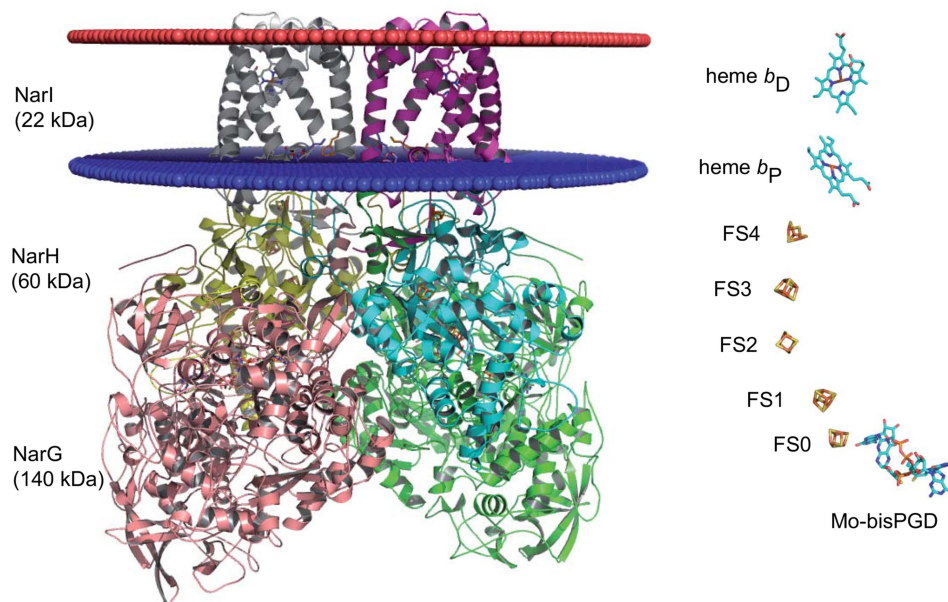 NarI
(22 kDa)
NarH
(60 kDa)
NarG
(140 kDa)
heme bD
heme bP
FS4
FS3
FS2
FS1
FS0
Mo-bisPGD